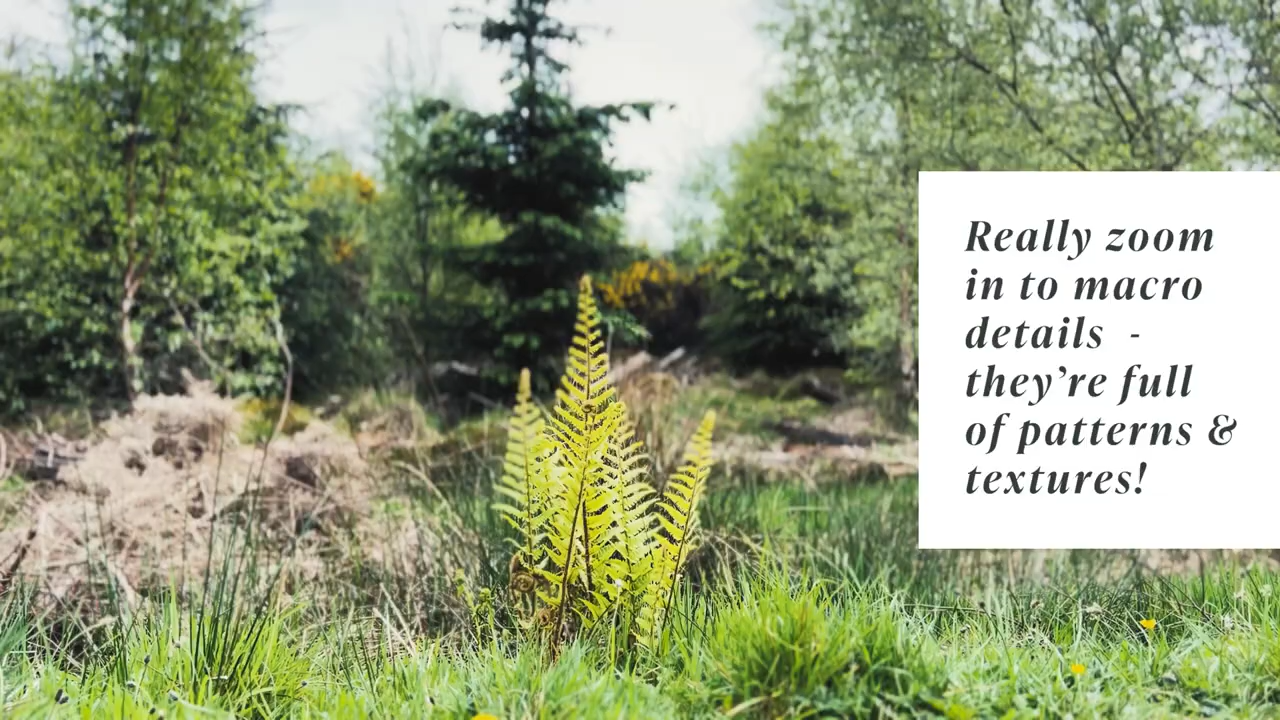 Really zoom
in to macro
details  -
they're full
of patterns &
textures!